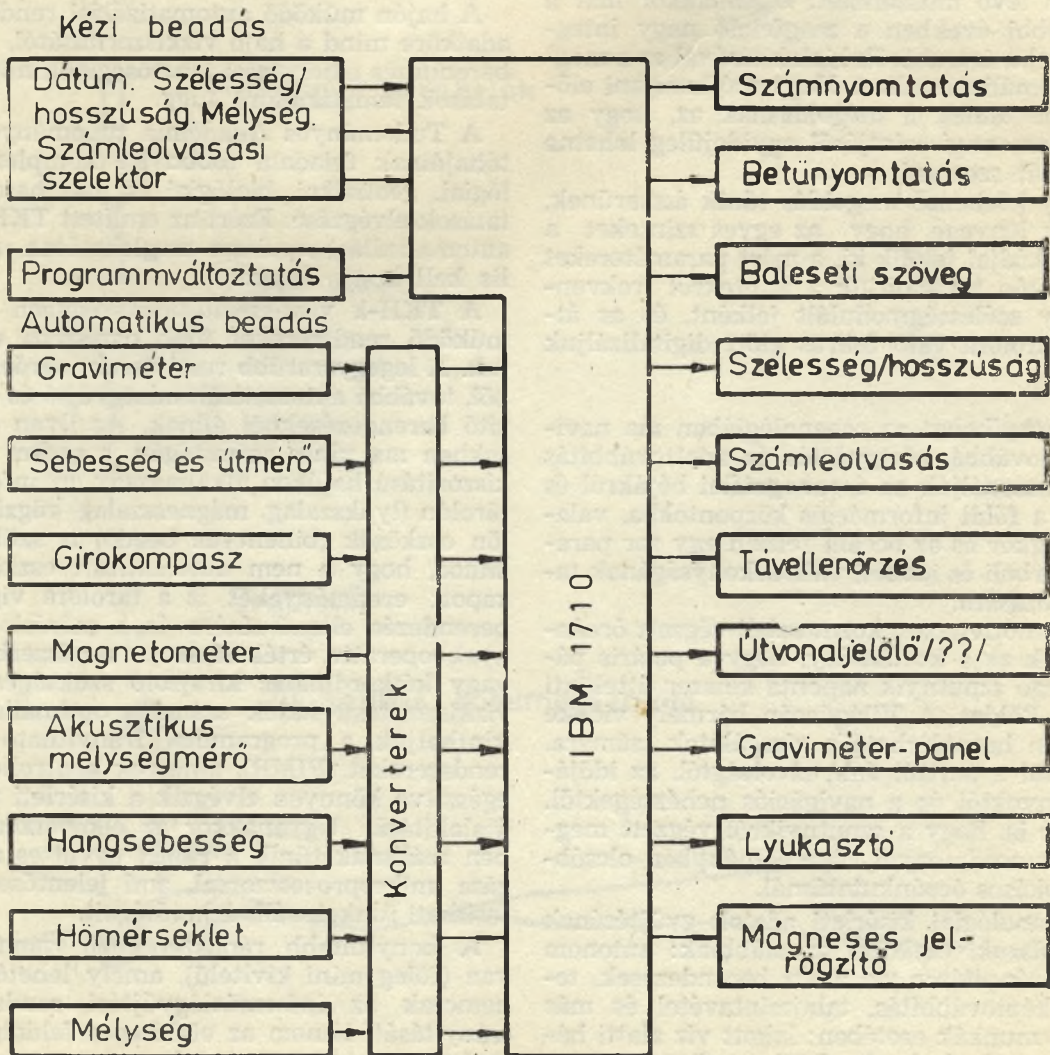 Kézi beadás
Dátum. Szélesség/
hosszúság. Mélység.
Számleolvasási
szelektor
Programmváltoztatás
Automatikus beadás
Graviméter
Sebesség és útmérő
Girokompasz
Magnetométer
Akusztikus
mélységmérő
Hangsebesség
Hőmérséklet
Mélység
Konverterek
IBM 1710
Számnyomtatás
Betünyomtatás
Baleseti szöveg
Szélesség/hosszúság
Számleolvasás
Távellenőrzés
Útvonaljelölő/??/
Graviméter-panel
Lyukasztó
Mágneses jel-
rögzítő